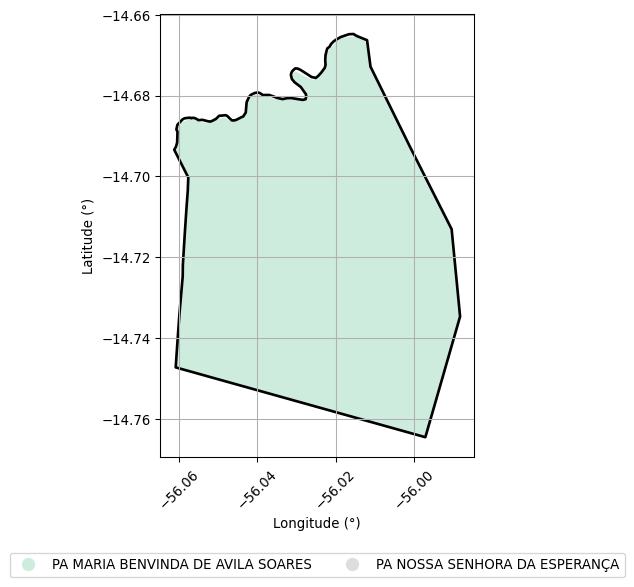 −14.66
−14.68
−14.70
−14.72
−14.74
−14.76
Latitude (°)
−56.06
−56.04
−56.02
−56.00
Longitude (°)
PA MARIA BENVINDA DE AVILA SOARES
PA NOSSA SENHORA DA ESPERANÇA